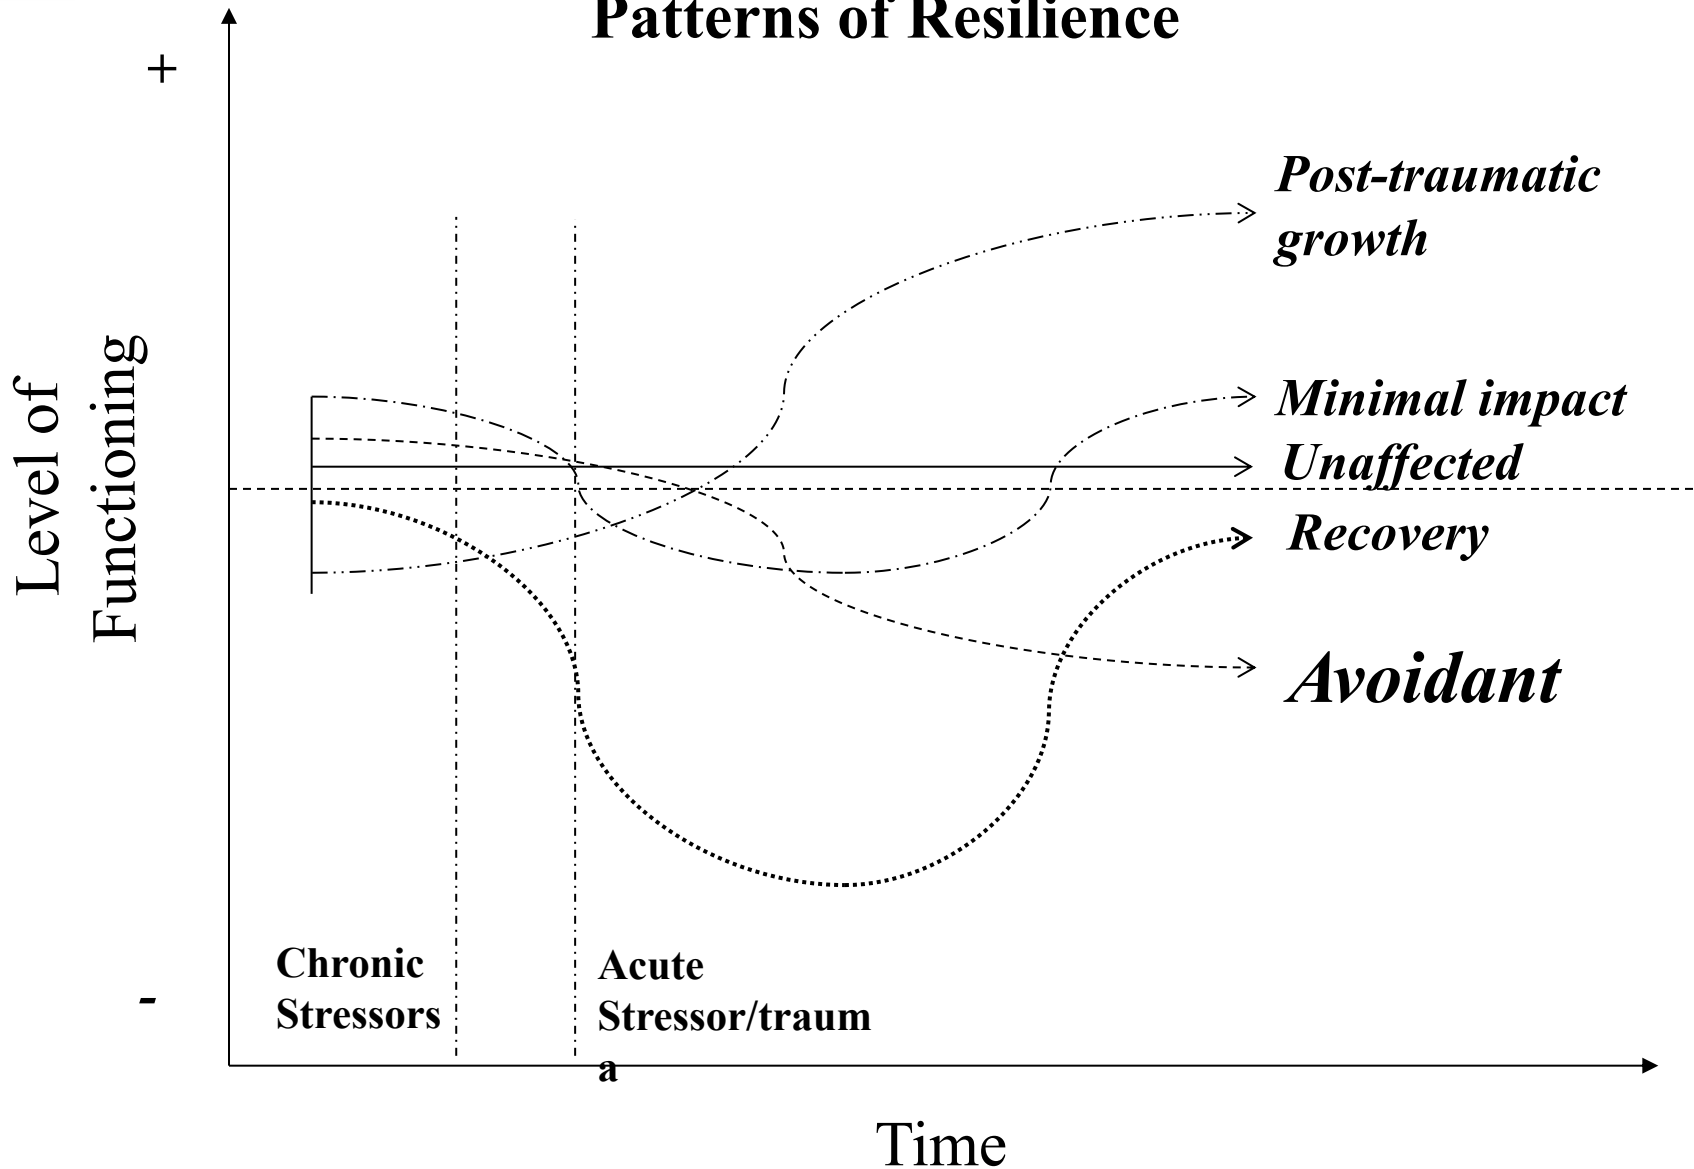 Patterns of Resilience
+
Post-traumatic
growth
Level of
Functioning
Minimal impact
Unaffected
Recovery
Avoidant
Chronic
Stressors
Acute
Stressor/traum
a
-
Time